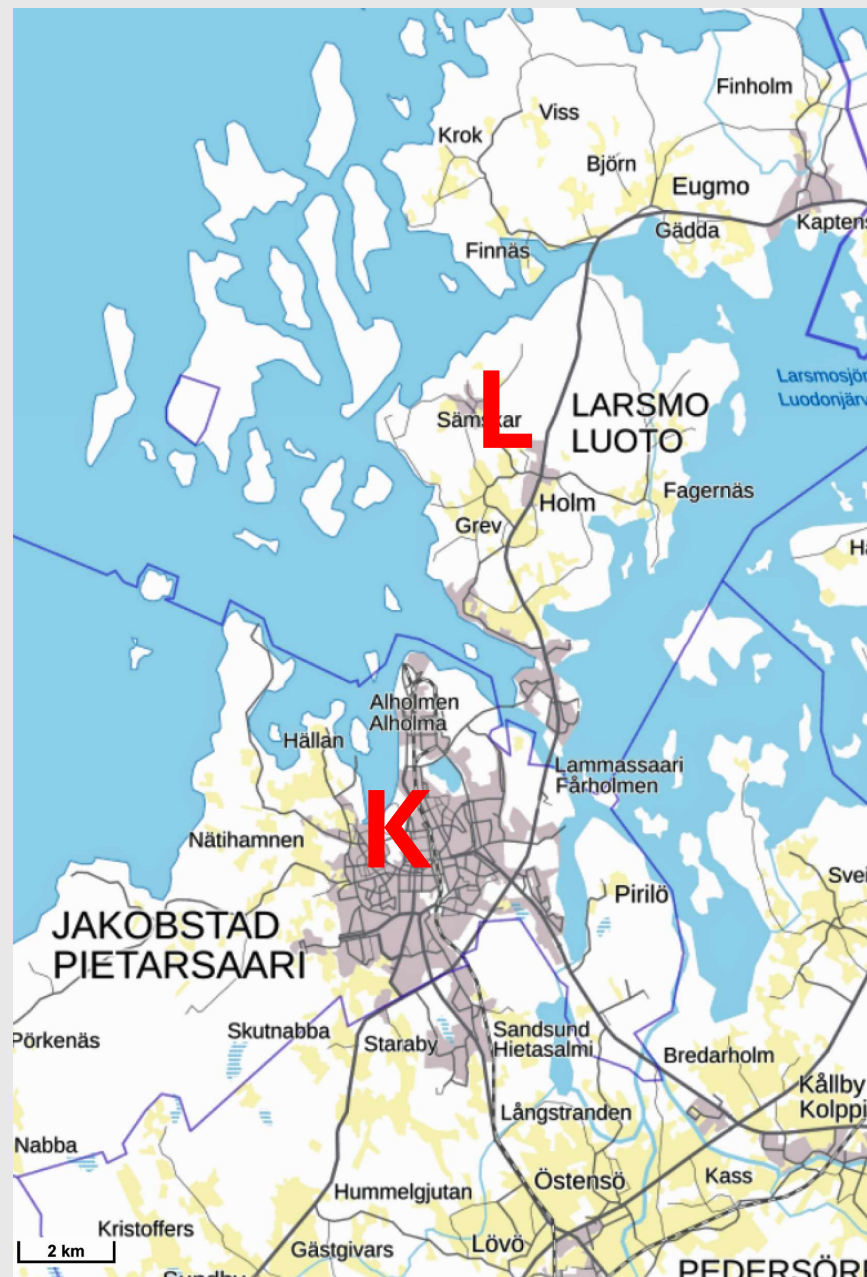 Finholm
Viss
Krok
Björn
Eugmo
Gädda
Kaptens
Finnäs
Larsmosjön
Luodonjärv
L
LARSMO
LUOTO
Holm
Fagernäs
Grev
Alholmen
Alholma
Hällan
Lammassaari
Fårholmen
K
Nätihamnen
Svei
Pirilö
JAKOBSTAD
PIETARSAARI
Skutnabba
Pörkenäs
Staraby
Sandsund
Hietasalmi
Bredarholm
Kållby
Kolppi
Långstranden
Nabba
Kass
Östensö
Hummelgjutan
Kristoffers
Lövö
Gästgivars
2 km